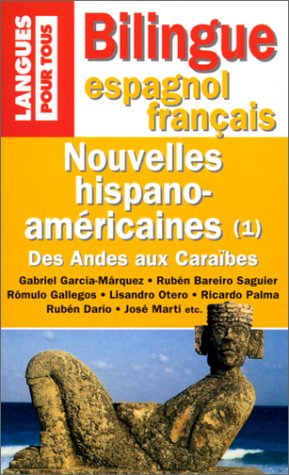 LANGUES
POUR TOUS
Bilingue
espagnol
français
Nouvelles
hispano-
américaines (1)
Des Andes aux Caraïbes
Gabriel García-Márquez • Rubén Bareiro Saguier
Rómulo Gallegos • Lisandro Otero • Ricardo Palma
Rubén Darío • José Martí etc.